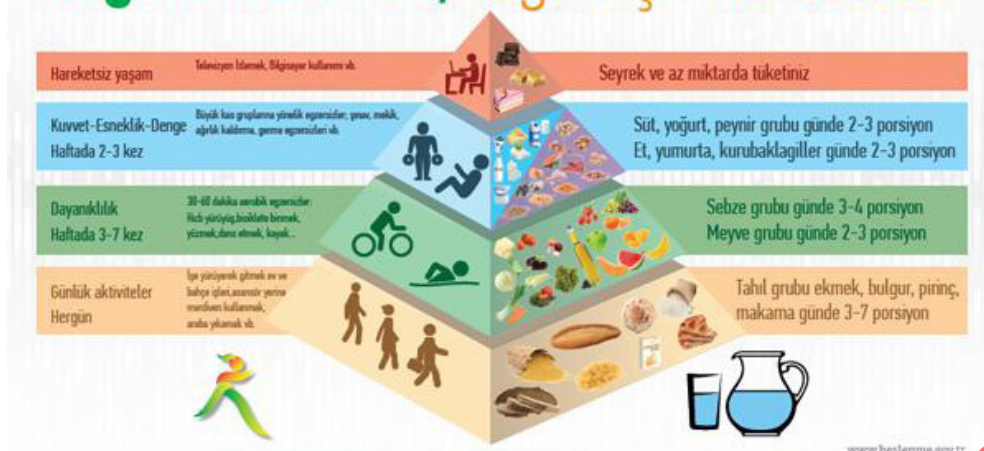 Hareketsiz yaşam
Televizyon İzlemek, Bilgisayar kullanımı vb.
Seyrek ve az miktarda tüketiniz
Kuvvet-Esneklik-Denge
Haftada 2-3 kez
Büyük kas gruplarına yönelik egzersizler; şınav, mekik,
ağırlık kaldırma, germe egzersizleri vb.
Süt, yoğurt, peynir grubu günde 2-3 porsiyon
Et, yumurta, kurubaklagiller günde 2-3 porsiyon
Dayanıklılık
Haftada 3-7 kez
30-60 dakika aerobik egzersizler:
Hızlı yürüyüş,bisiklete binmek,
yüzmek,dans etmek, kayak...
Sebze grubu günde 3-4 porsiyon
Meyve grubu günde 2-3 porsiyon
Günlük aktiviteler
Hergün
İşe yürüyerek gitmek ev ve
bahçe işleri,asansör yerine
merdiven kullanmak,
araba yıkamak vb.
Tahıl grubu ekmek, bulgur, pirinç,
makarna günde 3-7 porsiyon
www.beslenme.gov.tr